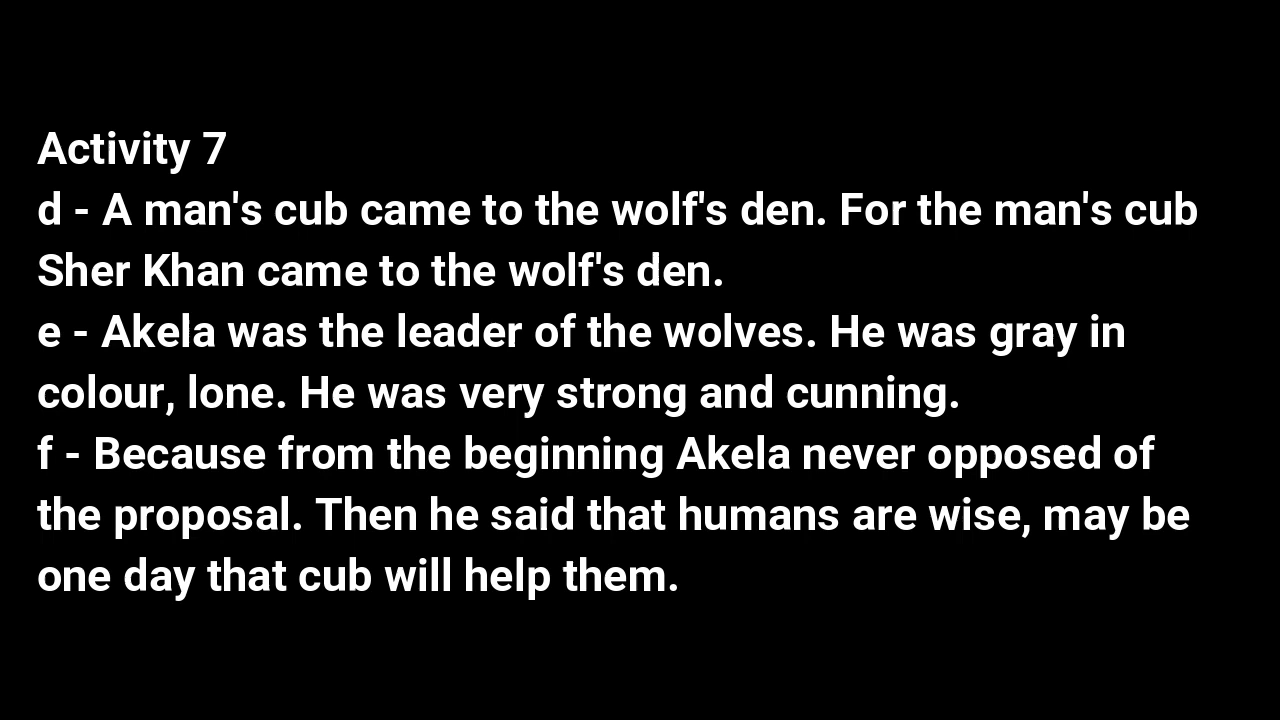 Activity 7
d - A man's cub came to the wolf's den. For the man's cub
Sher Khan came to the wolf's den.
e - Akela was the leader of the wolves. He was gray in
colour, lone. He was very strong and cunning.
f - Because from the beginning Akela never opposed of
the proposal. Then he said that humans are wise, may be
one day that cub will help them.